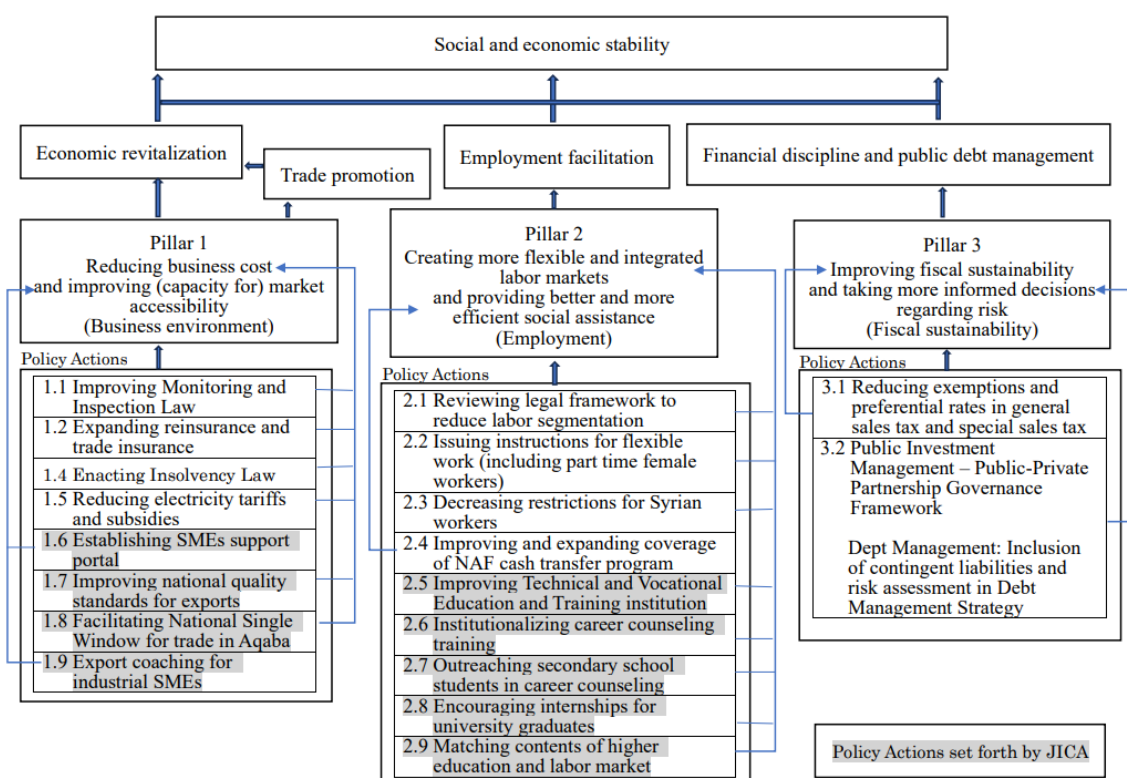 Social and economic stability
Economic revitalization
Trade promotion
Employment facilitation
Financial discipline and public debt management
Pillar 1
Reducing business cost
and improving (capacity for) market
accessibility
(Business environment)
Policy Actions
1.1 Improving Monitoring and
Inspection Law
1.2 Expanding reinsurance and
trade insurance
1.4 Enacting Insolvency Law
1.5 Reducing electricity tariffs
and subsidies
1.6 Establishing SMEs support
portal
1.7 Improving national quality
standards for exports
1.8 Facilitating National Single
Window for trade in Aqaba
1.9 Export coaching for
industrial SMEs
Pillar 2
Creating more flexible and integrated
labor markets
and providing better and more
efficient social assistance
(Employment)
Policy Actions
2.1 Reviewing legal framework to
reduce labor segmentation
2.2 Issuing instructions for flexible
work (including part time female
workers)
2.3 Decreasing restrictions for Syrian
workers
2.4 Improving and expanding coverage
of NAF cash transfer program
2.5 Improving Technical and Vocational
Education and Training institution
2.6 Institutionalizing career counseling
training
2.7 Outreaching secondary school
students in career counseling
2.8 Encouraging internships for
university graduates
2.9 Matching contents of higher
education and labor market
Pillar 3
Improving fiscal sustainability
and taking more informed decisions
regarding risk
(Fiscal sustainability)
Policy Actions
3.1 Reducing exemptions and
preferential rates in general
sales tax and special sales tax
3.2 Public Investment
Management – Public-Private
Partnership Governance
Framework
Dept Management: Inclusion
of contingent liabilities and
risk assessment in Debt
Management Strategy
Policy Actions set forth by JICA